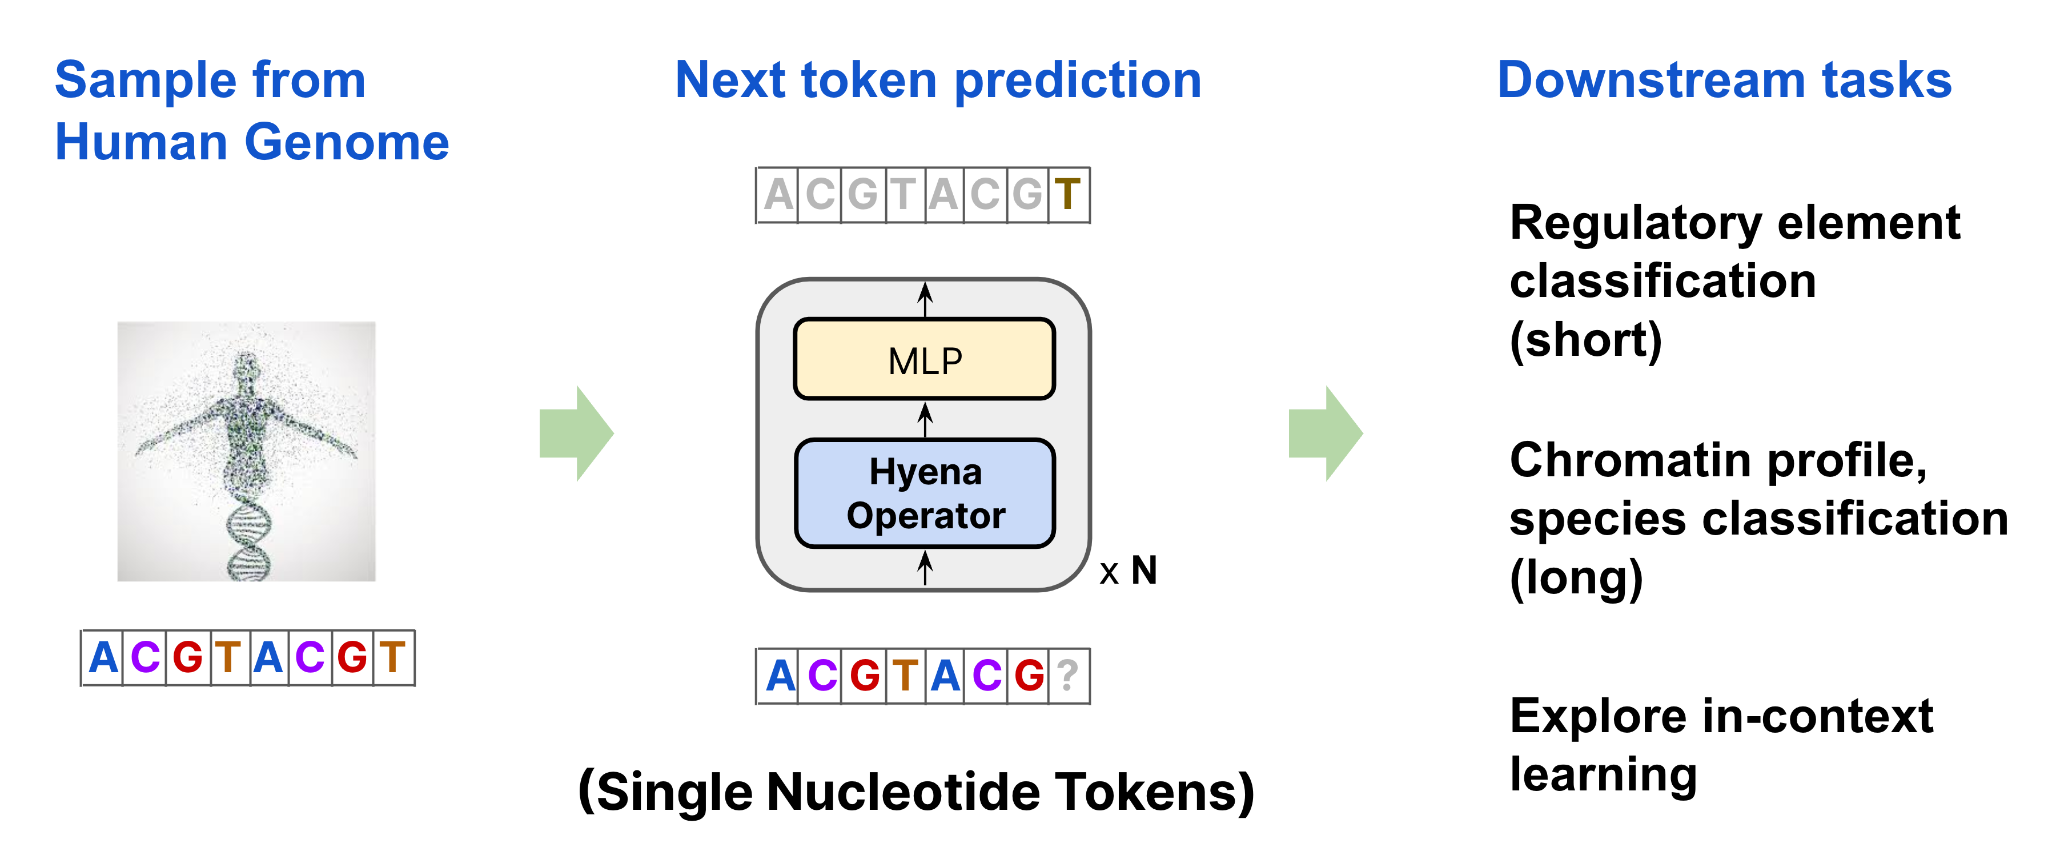 Sample from
Human Genome
ACGTACGT
Next token prediction
ACGTACGT
MLP
Hyena
Operator
x N
ACGTACG?
(Single Nucleotide Tokens)
Downstream tasks
Regulatory element
classification
(short)
Chromatin profile,
species classification
(long)
Explore in-context
learning